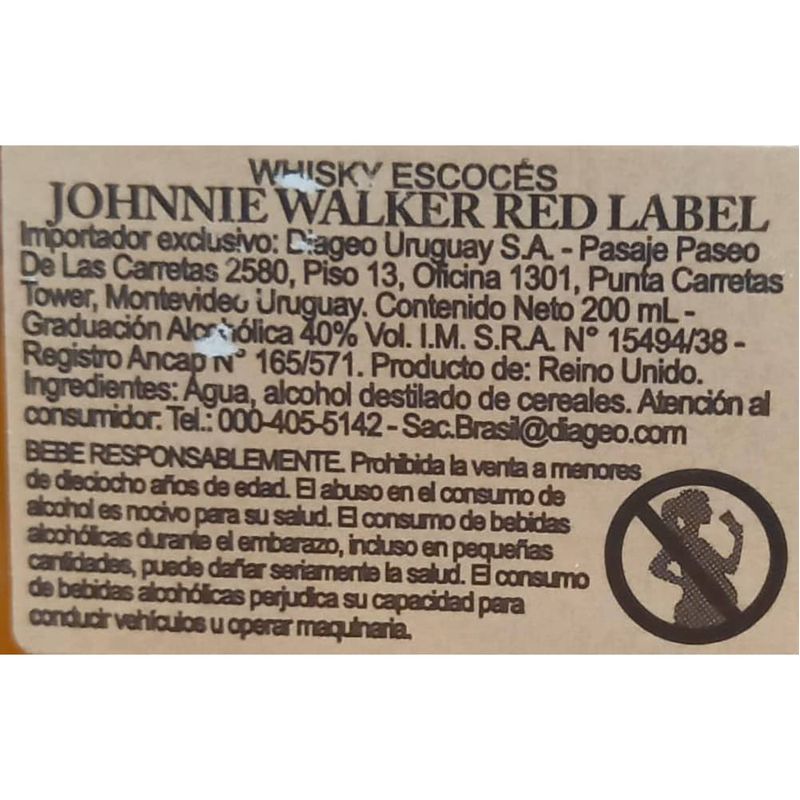 WHISKY ESCOCÉS
JOHNNIE WALKER RED LABEL
Importador exclusivo: Diageo Uruguay S.A. - Pasaje Paseo
De Las Carretas 2580, Piso 13, Oficina 1301, Punta Carretas
Tower, Montevideo Uruguay. Contenido Neto 200 mL -
Graduación Alcohólica 40% Vol. I.M. S.R.A. N° 15494/38 -
Registro Ancap N° 165/571. Producto de: Reino Unido.
Ingredientes: Agua, alcohol destilado de cereales. Atención al
consumidor: Tel.: 000-405-5142 - Sac.Brasil@diageo.com
BEBE RESPONSABLEMENTE. Prohibida la venta a menores
de dieciocho años de edad. El abuso en el consumo de
alcohol es nocivo para su salud. El consumo de bebidas
alcohólicas durante el embarazo, incluso en pequeñas
cantidades, puede dañar seriamente la salud. El consumo
de bebidas alcohólicas perjudica su capacidad para
conducir vehículos u operar maquinaria.